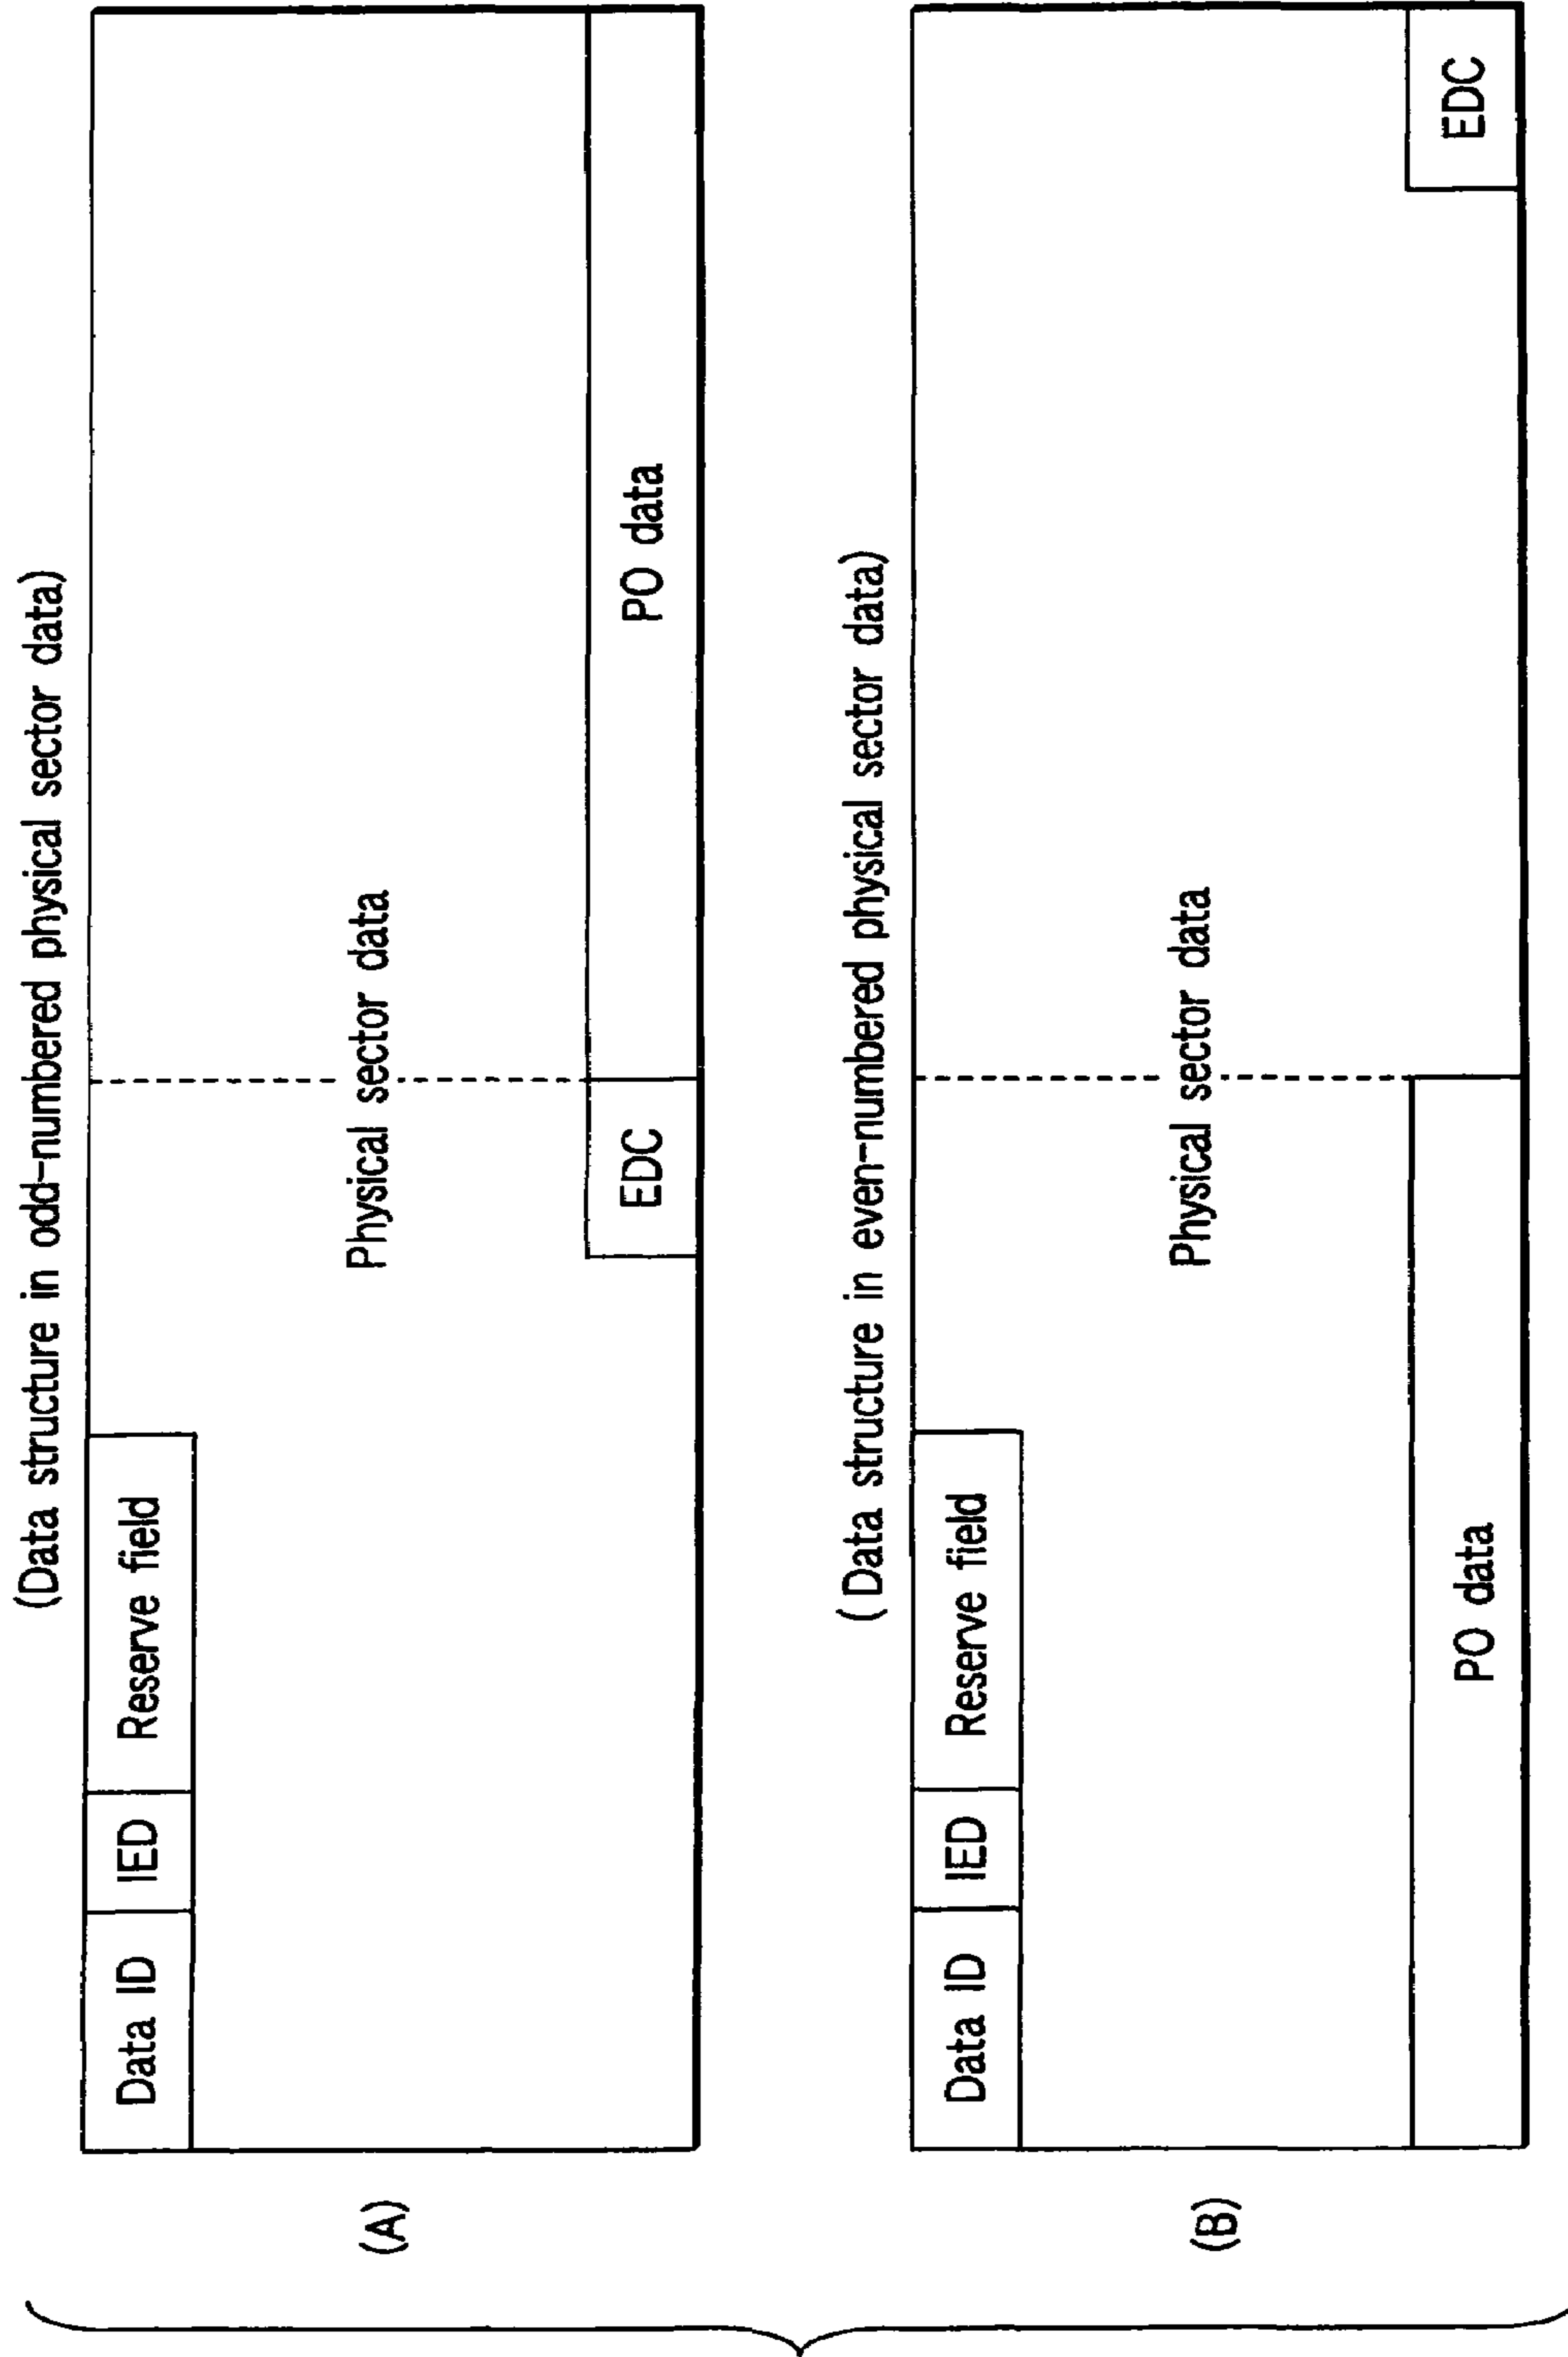 (Data structure in odd-numbered physical sector data)
(A)
Data ID
IED
Reserve field
Physical sector data
EDC
PO data
(Data structure in even-numbered physical sector data)
(B)
Data ID
IED
Reserve field
Physical sector data
PO data
EDC